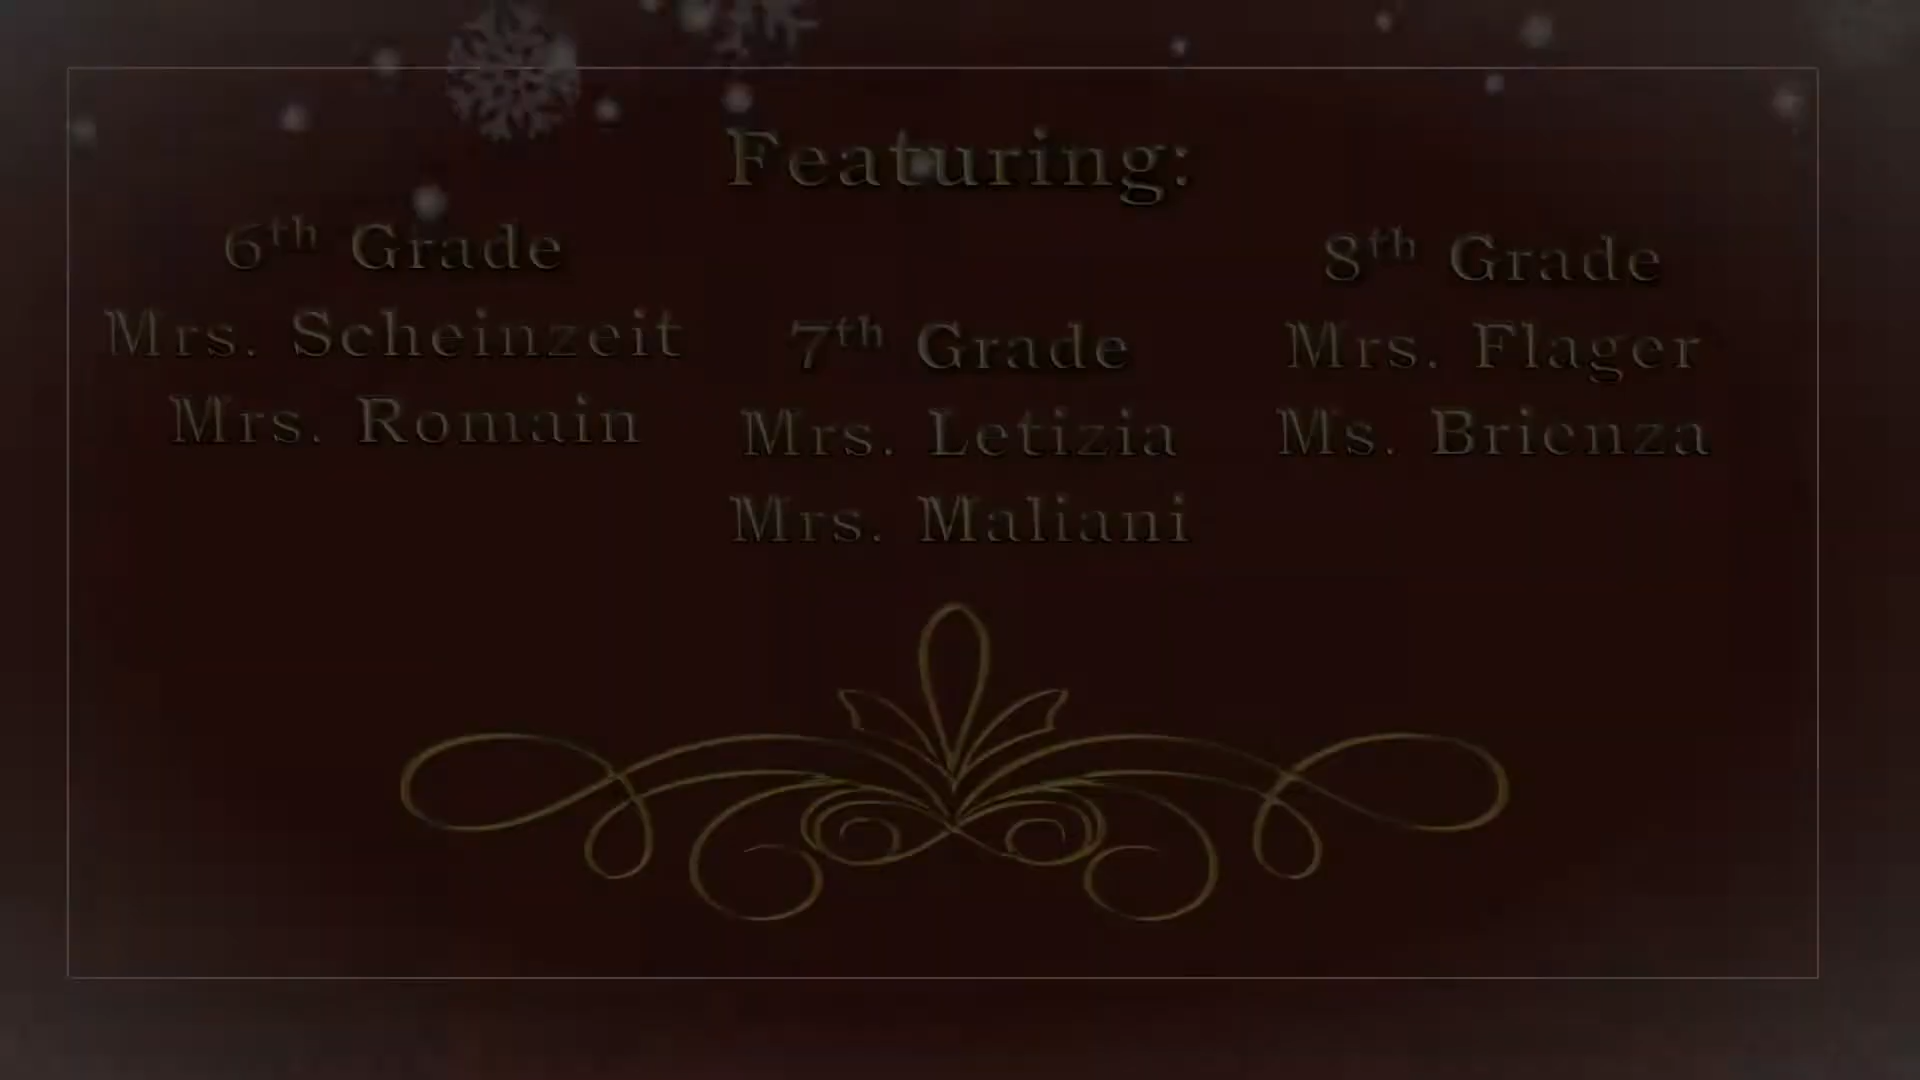 Featuring:
6th Grade
Mrs. Scheinzeit
Mrs. Romain
7th Grade
Mrs. Letizia
Mrs. Maliani
8th Grade
Mrs. Flager
Ms. Brienza